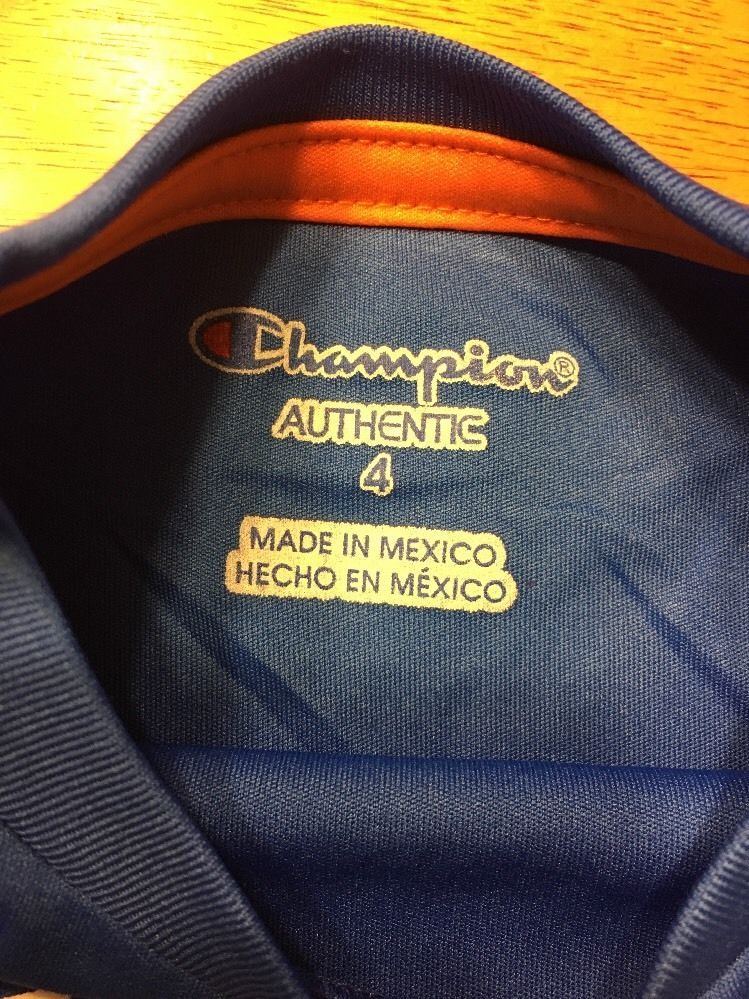 Champion®
AUTHENTIC
4
MADE IN MEXICO
HECHO EN MÉXICO